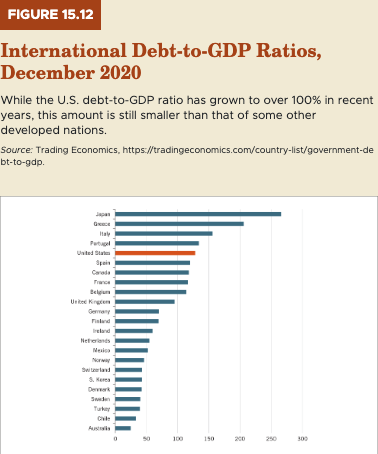 FIGURE 15.12
International Debt-to-GDP Ratios,
December 2020
While the U.S. debt-to-GDP ratio has grown to over 100% in recent
years, this amount is still smaller than that of some other
developed nations.
Source: Trading Economics, https://tradingeconomics.com/country-list/government-de
bt-to-gdp.
Japan
Greece
Italy
Portugal
United States
Spain
Canada
France
Belgium
United Kingdom
Germany
Finland
Ireland
Netherlands
Mexico
Norway
Switzerland
S. Korea
Denmark
Sweden
Turkey
Chile
Australia
0 50 100 150 200 250 300